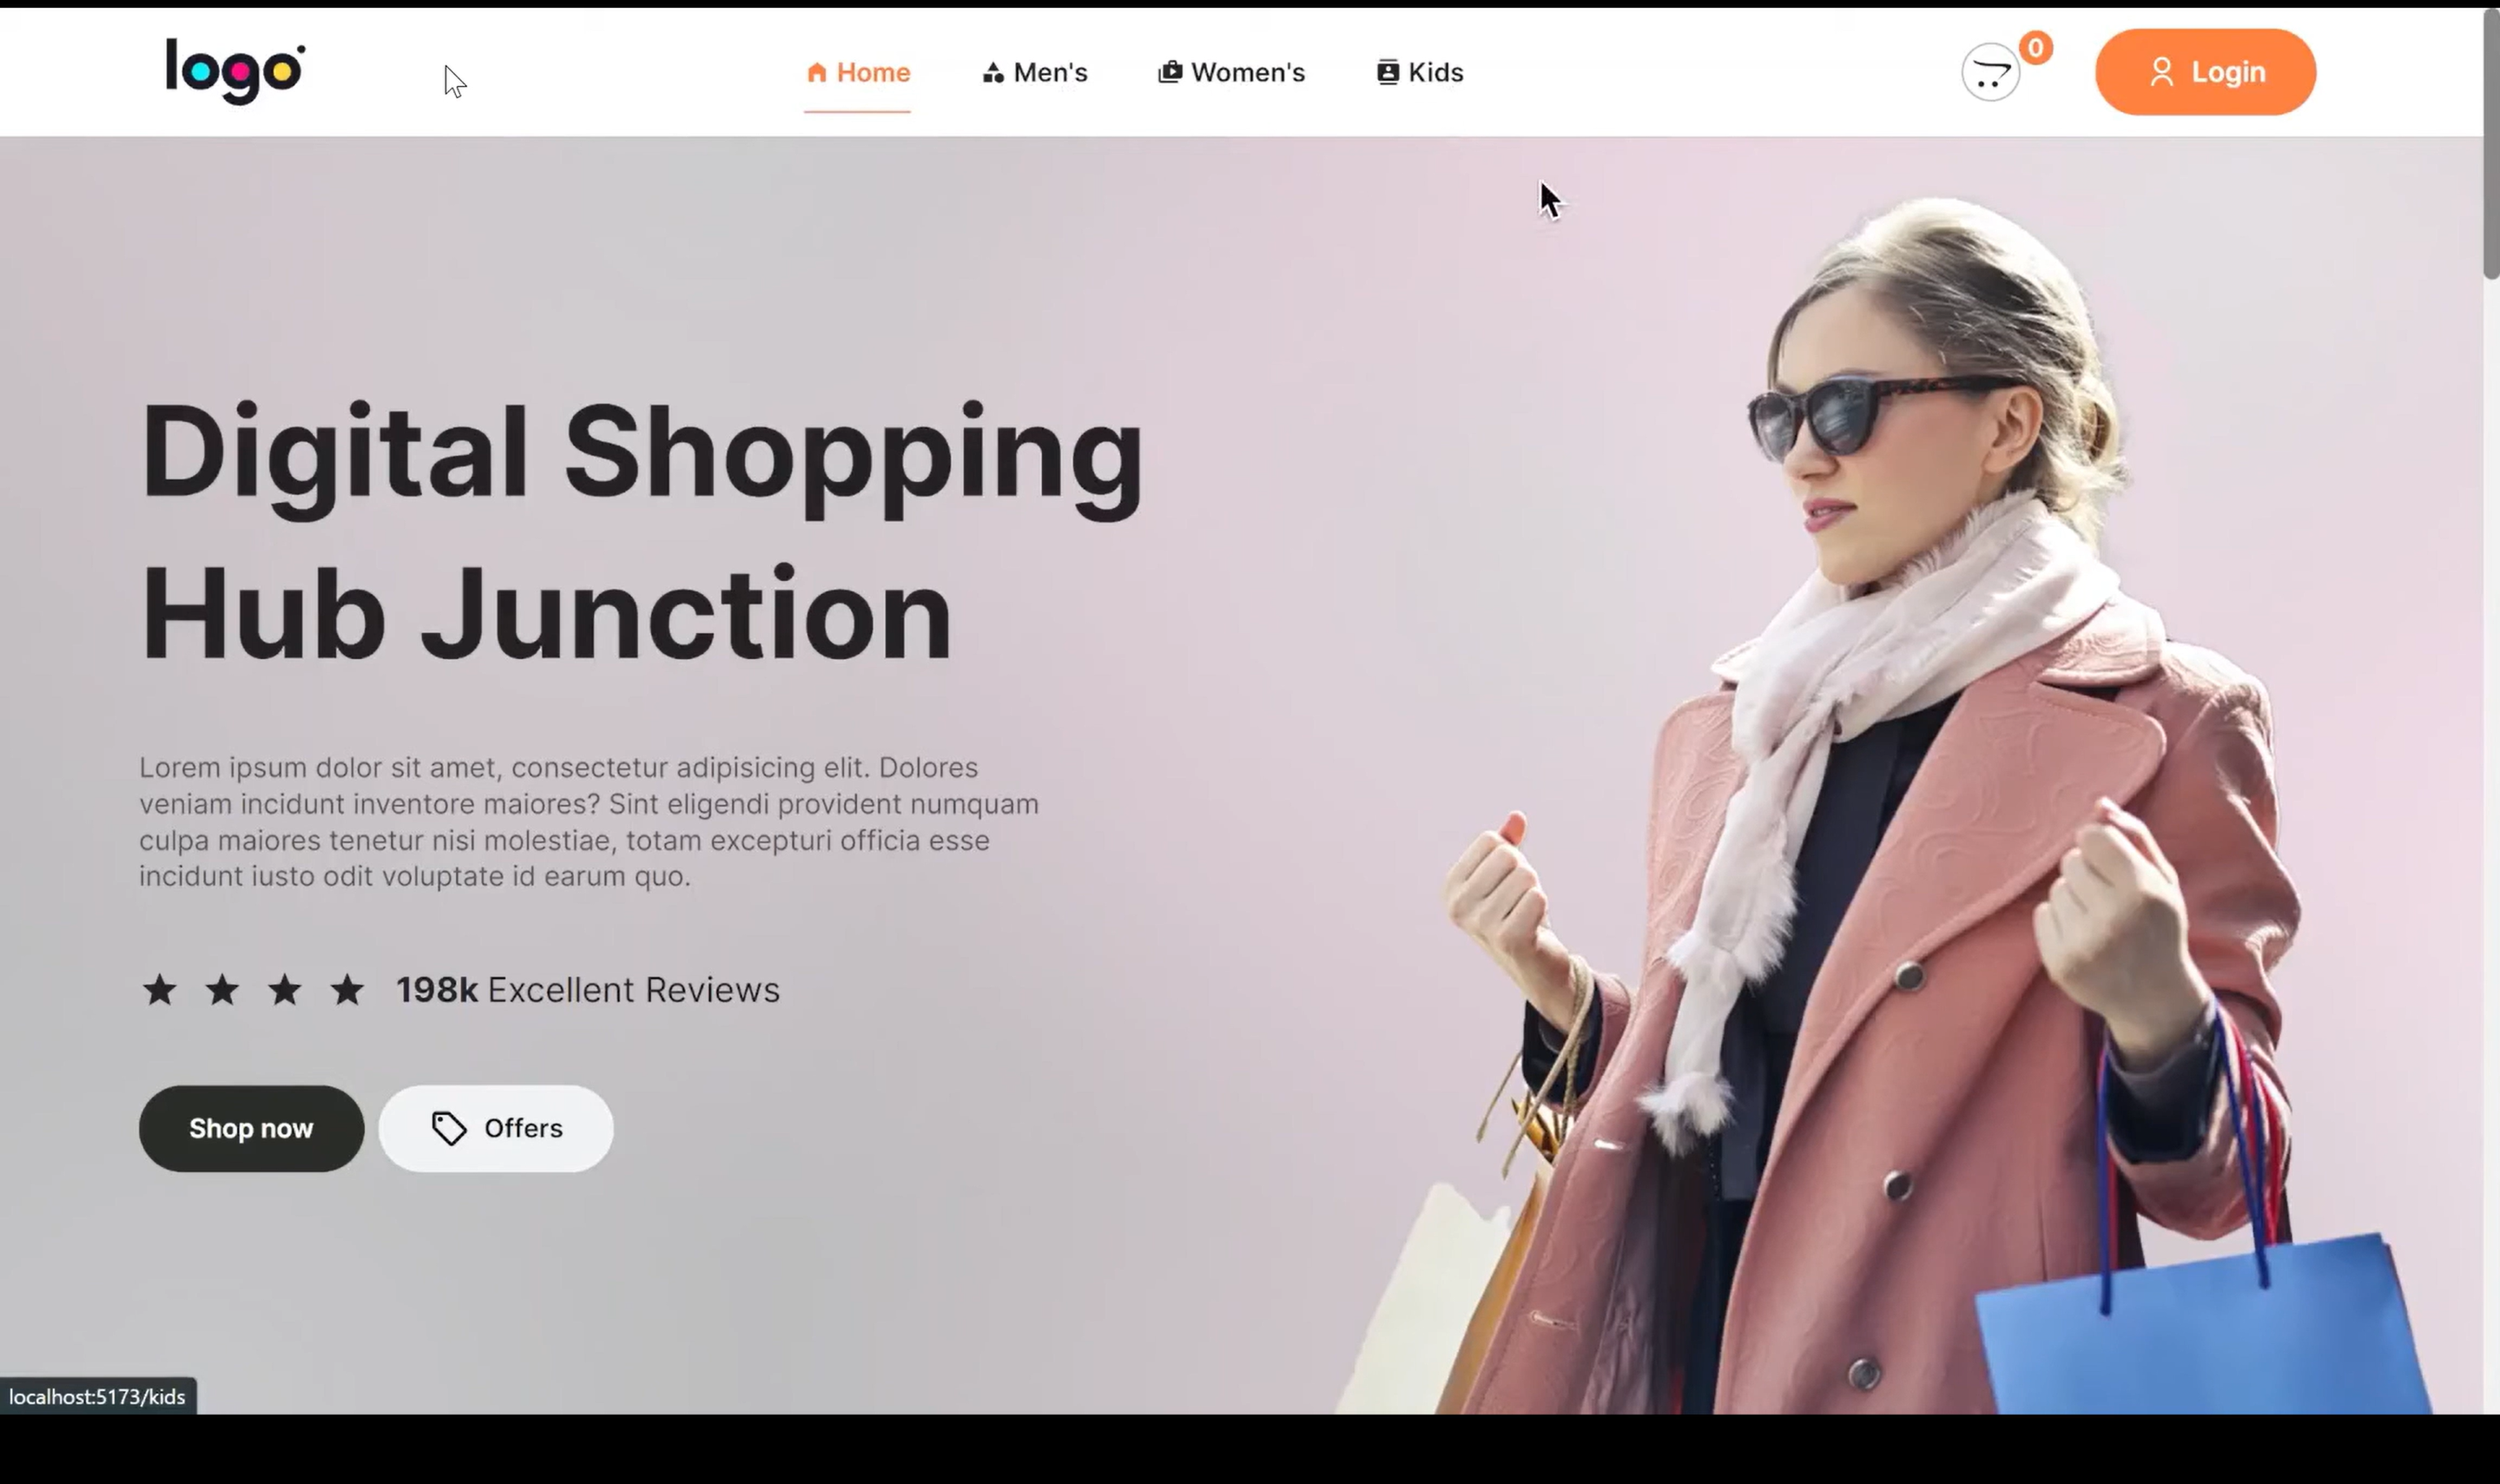 logo
Home
Men's
Women's
Kids
0
Login
Digital Shopping
Hub Junction
Lorem ipsum dolor sit amet, consectetur adipisicing elit. Dolores
veniam incidunt inventore maiores? Sint eligendi provident numquam
culpa maiores tenetur nisi molestiae, totam excepturi officia esse
incidunt iusto odit voluptate id earum quo.
198k Excellent Reviews
Shop now
Offers
localhost:5173/kids